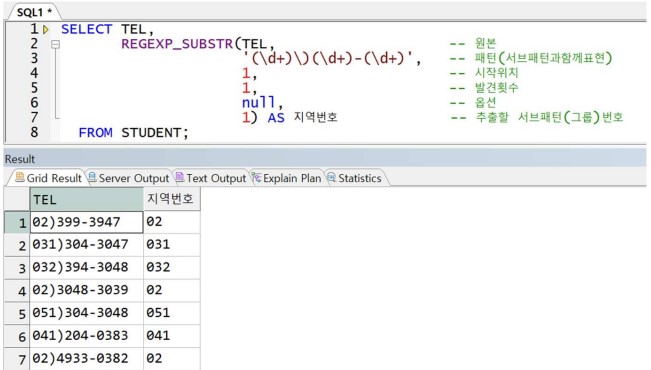 SQL1 *
1 SELECT TEL,
2 REGEXP_SUBSTR(TEL, -- 원본
3 '(\d+)\)(\d+)-(\d+)', -- 패턴(서브패턴과함께표현)
4 1, -- 시작위치
5 1, -- 발견횟수
6 null, -- 옵션
7 1) AS 지역번호 -- 추출할 서브패턴(그룹)번호
8 FROM STUDENT;
Result
Grid Result Server Output Text Output Explain Plan Statistics
TEL 지역번호
1 02)399-3947 02
2 031)304-3047 031
3 032)394-3048 032
4 02)3048-3039 02
5 051)304-3048 051
6 041)204-0383 041
7 02)4933-0382 02